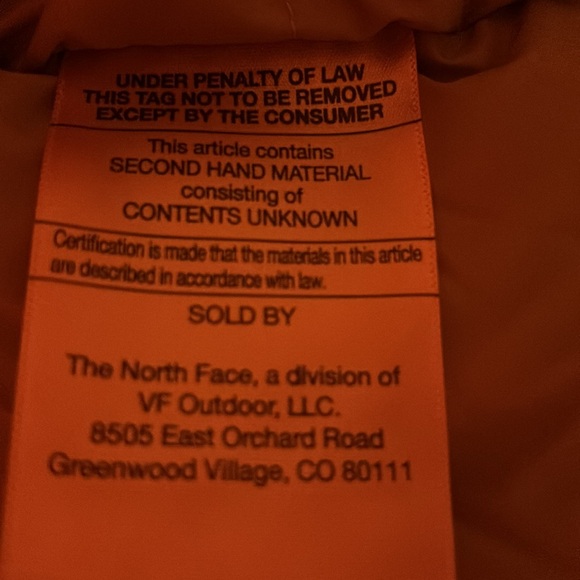 UNDER PENALTY OF LAW
THIS TAG NOT TO BE REMOVED
EXCEPT BY THE CONSUMER
This article contains
SECOND HAND MATERIAL
consisting of
CONTENTS UNKNOWN
Certification is made that the materials in this article
are described in accordance with law.
SOLD BY
The North Face, a division of
VF Outdoor, LLC.
8505 East Orchard Road
Greenwood Village, CO 80111